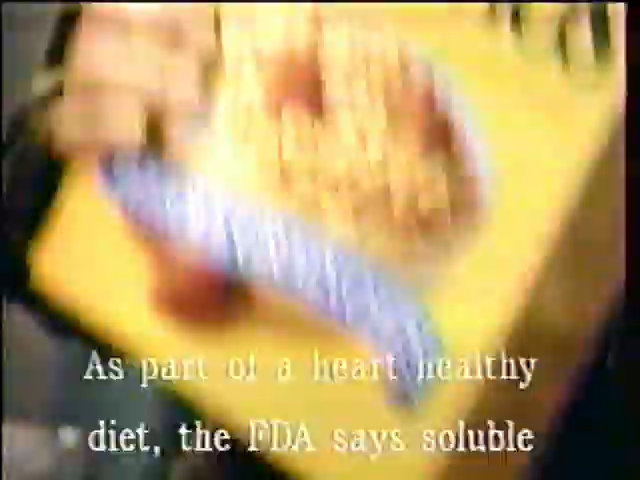 As part of a heart healthy
diet, the FDA says soluble